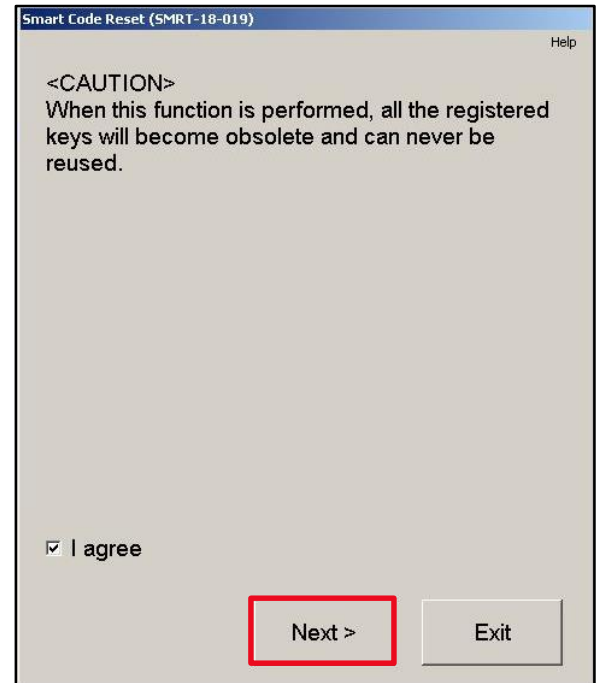 Smart Code Reset (SMRT-18-019)
Help
<CAUTION>
When this function is performed, all the registered
keys will become obsolete and can never be
reused.
I agree
Next >
Exit